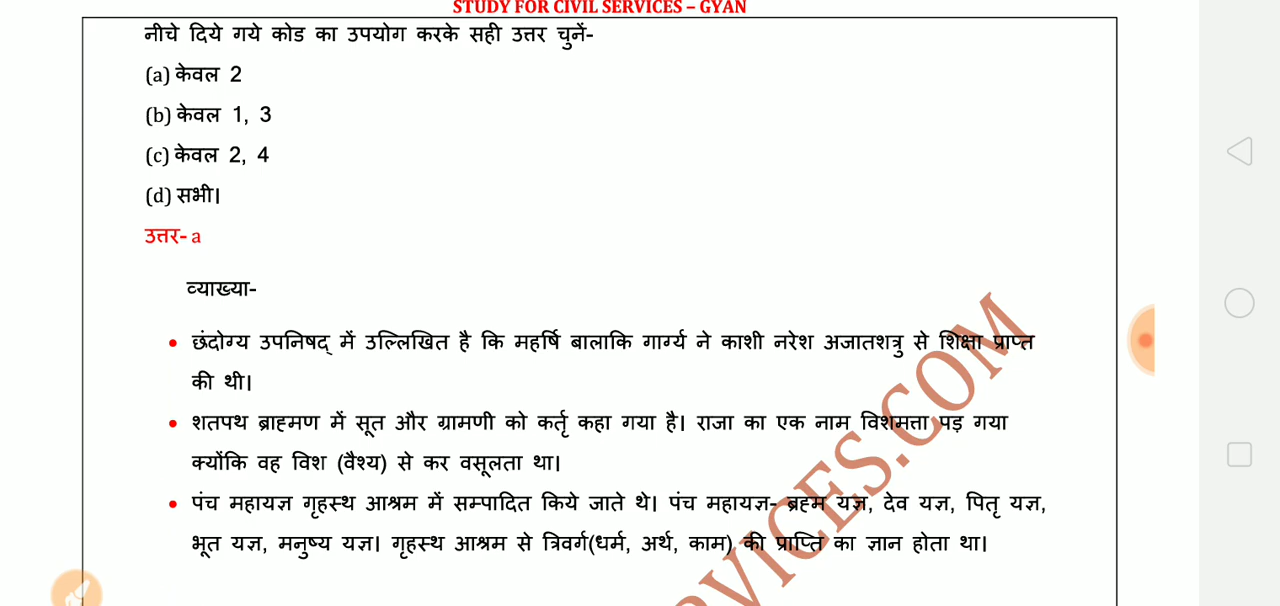 STUDY FOR CIVIL SERVICES – GYAN
नीचे दिये गये कोड का उपयोग करके सही उत्तर चुनें-
(a) केवल 2
(b) केवल 1, 3
(c) केवल 2, 4
(d) सभी।
उत्तर- a
व्याख्या-
• छंदोग्य उपनिषद् में उल्लिखित है कि महर्षि बालाकि गार्ग्य ने काशी नरेश अजातशत्रु से शिक्षा प्राप्त
की थी।
• शतपथ ब्राह्मण में सूत और ग्रामणी को कर्तृ कहा गया है। राजा का एक नाम विशमत्ता पड़ गया
क्योंकि वह विश (वैश्य) से कर वसूलता था।
• पंच महायज्ञ गृहस्थ आश्रम में सम्पादित किये जाते थे। पंच महायज्ञ- ब्रह्म यज्ञ, देव यज्ञ, पितृ यज्ञ,
भूत यज्ञ, मनुष्य यज्ञ। गृहस्थ आश्रम से त्रिवर्ग(धर्म, अर्थ, काम) की प्राप्ति का ज्ञान होता था।
RVICES.COM